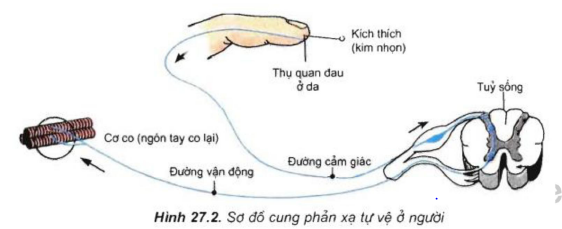 Kích thích
(kim nhọn)
Thụ quan đau
ở da
Tuỷ sống
Cơ co (ngón tay co lại)
Đường cảm giác
Đường vận động
Hình 27.2. Sơ đồ cung phản xạ tự vệ ở người